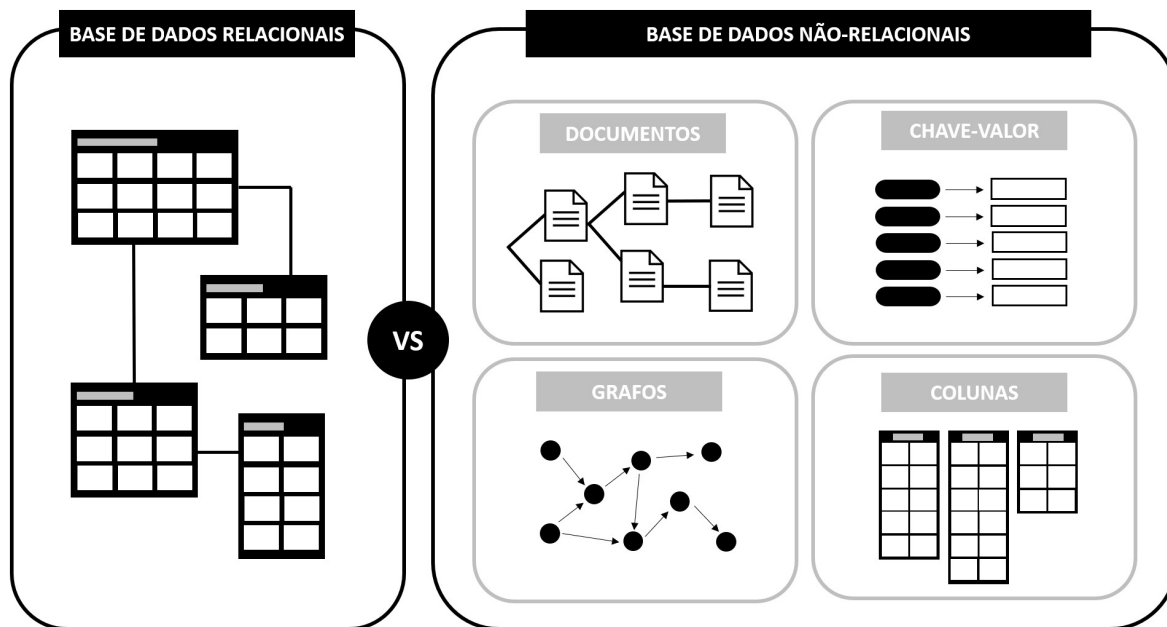 BASE DE DADOS RELACIONAIS
BASE DE DADOS NÃO-RELACIONAIS
DOCUMENTOS
CHAVE-VALOR
VS
GRAFOS
COLUNAS